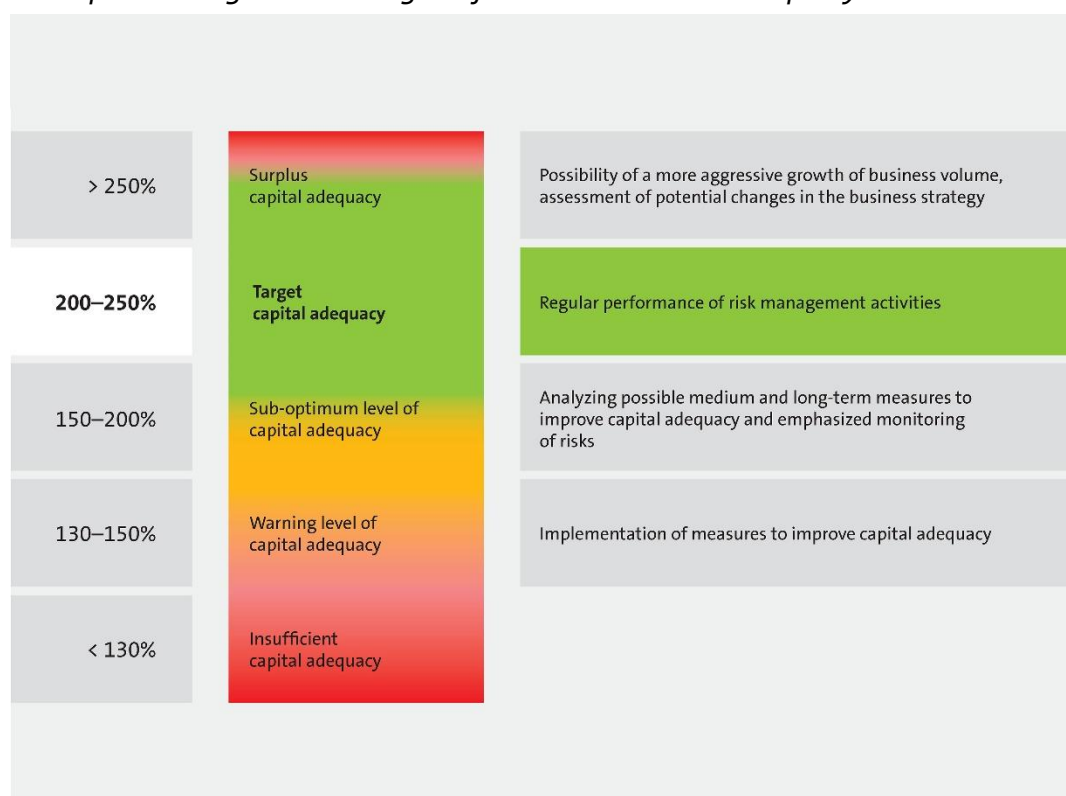 > 250%
Surplus
capital adequacy
Possibility of a more aggressive growth of business volume,
assessment of potential changes in the business strategy
200–250%
Target
capital adequacy
Regular performance of risk management activities
150–200%
Sub-optimum level of
capital adequacy
Analyzing possible medium and long-term measures to
improve capital adequacy and emphasized monitoring
of risks
130–150%
Warning level of
capital adequacy
Implementation of measures to improve capital adequacy
< 130%
Insufficient
capital adequacy